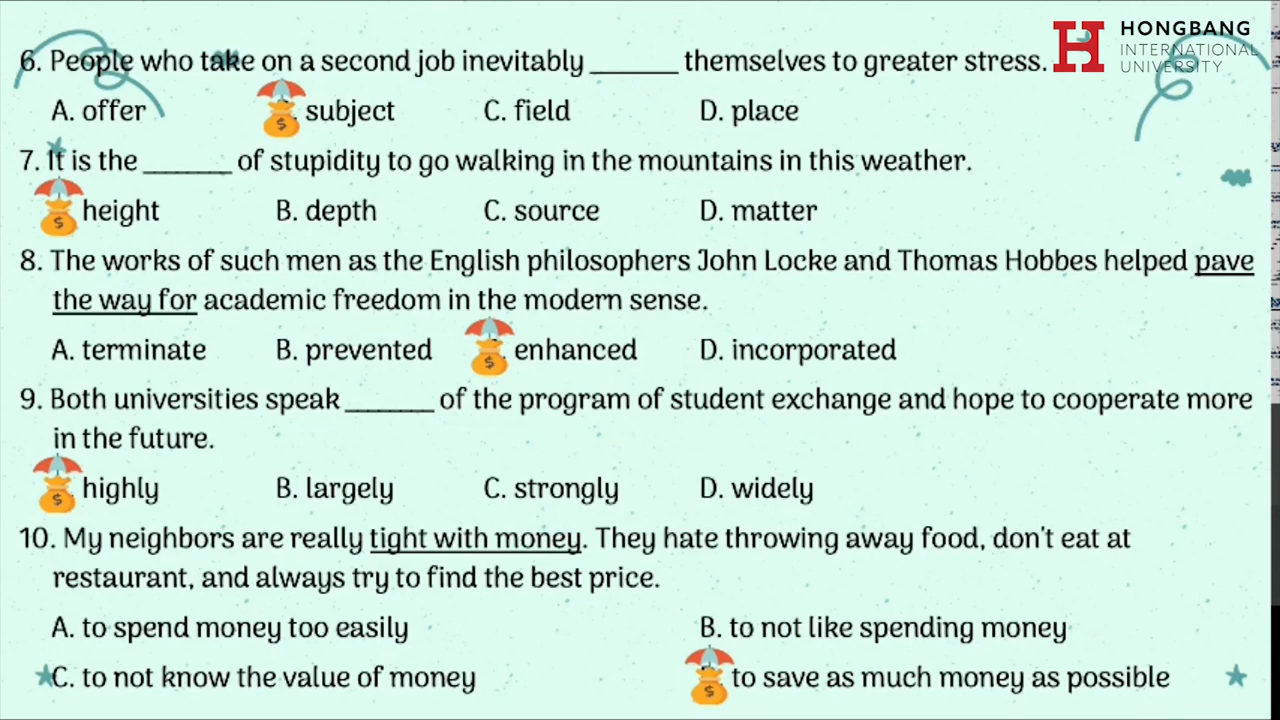 HONGBANG
INTERNATIONAL
UNIVERSITY
6. People who take on a second job inevitably _______ themselves to greater stress.
A. offer subject C. field D. place
7. It is the _______ of stupidity to go walking in the mountains in this weather.
height B. depth C. source D. matter
8. The works of such men as the English philosophers John Locke and Thomas Hobbes helped pave
the way for academic freedom in the modern sense.
A. terminate B. prevented enhanced D. incorporated
9. Both universities speak _______ of the program of student exchange and hope to cooperate more
in the future.
highly B. largely C. strongly D. widely
10. My neighbors are really tight with money. They hate throwing away food, don't eat at
restaurant, and always try to find the best price.
A. to spend money too easily B. to not like spending money
C. to not know the value of money to save as much money as possible